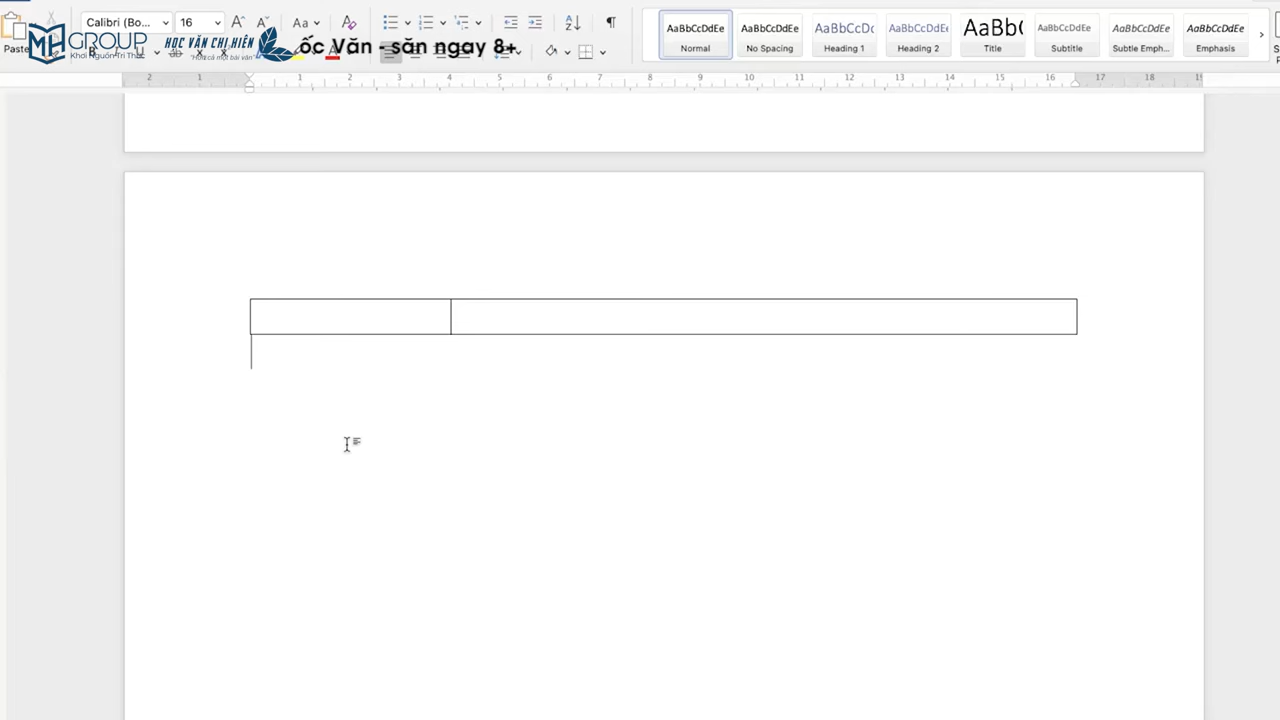 Calibri (Bo... 16 Aa
Paste
MH GROUP
Khơi Nguồn Tri Thức
HỌC VĂN CHỊ HIÊN
ốc Văn - săn ngay 8+
AaBbCcDdEe AaBbCcDdEe AaBbCcDc AaBbCcDdEe AaBb( AaBbCcDdEe AaBbCcDdEe AaBbCcDdEe
Normal No Spacing Heading 1 Heading 2 Title Subtitle Subtle Emph... Emphasis
2 1 1 2 3 4 5 6 7 8 9 10 11 12 13 14 15 16 17 18 19